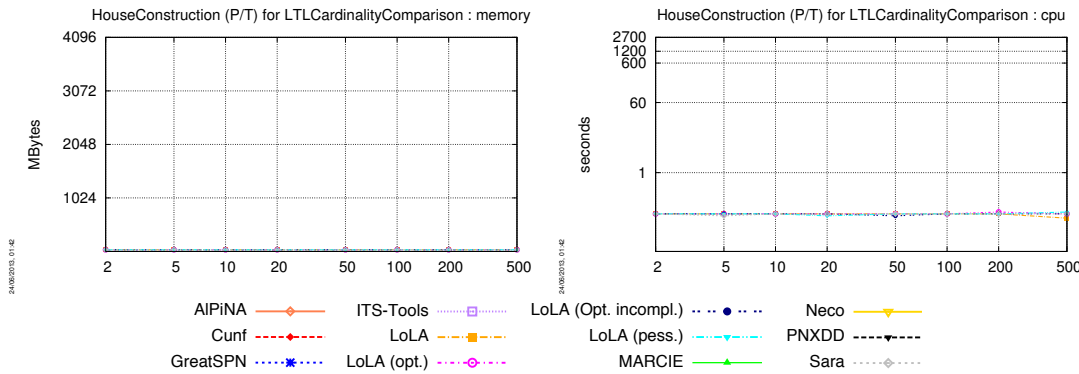 HouseConstruction (P/T) for LTLCardinalityComparison : memory
4096
3072
2048
1024
MBytes
2 5 10 20 50 100 200 500
24/06/2013, 01:42
HouseConstruction (P/T) for LTLCardinalityComparison : cpu
2700
1200
600
60
1
seconds
2 5 10 20 50 100 200 500
24/06/2013, 01:42
AlPiNA
Cunf
GreatSPN
ITS-Tools
LoLA
LoLA (opt.)
LoLA (Opt. incompl.)
LoLA (pess.)
MARCIE
Neco
PNXDD
Sara